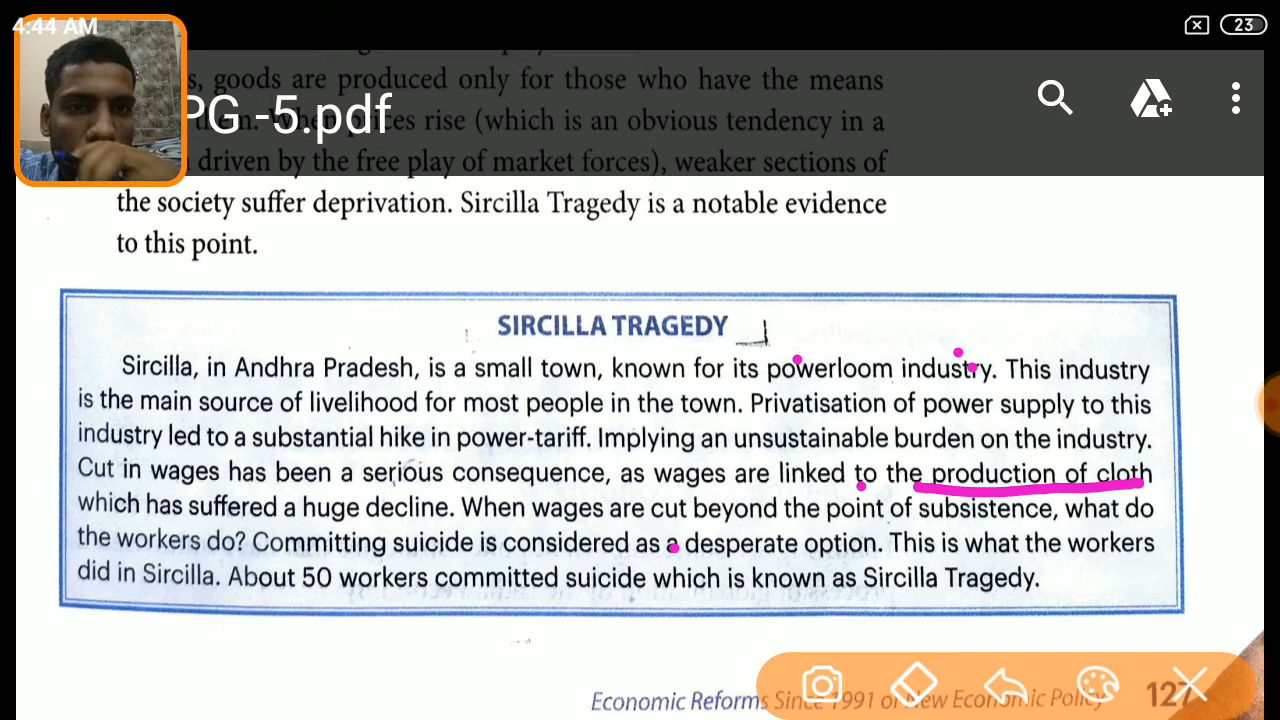 4:44 AM
23
s, goods are produced only for those who have the means
PG -5.pdf
them. When prices rise (which is an obvious tendency in a
driven by the free play of market forces), weaker sections of
the society suffer deprivation. Sircilla Tragedy is a notable evidence
to this point.
SIRCILLA TRAGEDY
Sircilla, in Andhra Pradesh, is a small town, known for its powerloom industry. This industry
is the main source of livelihood for most people in the town. Privatisation of power supply to this
industry led to a substantial hike in power-tariff. Implying an unsustainable burden on the industry.
Cut in wages has been a serious consequence, as wages are linked to the production of cloth
which has suffered a huge decline. When wages are cut beyond the point of subsistence, what do
the workers do? Committing suicide is considered as a desperate option. This is what the workers
did in Sircilla. About 50 workers committed suicide which is known as Sircilla Tragedy.
Economic Reforms Since 1991 or New Economic Policy 127